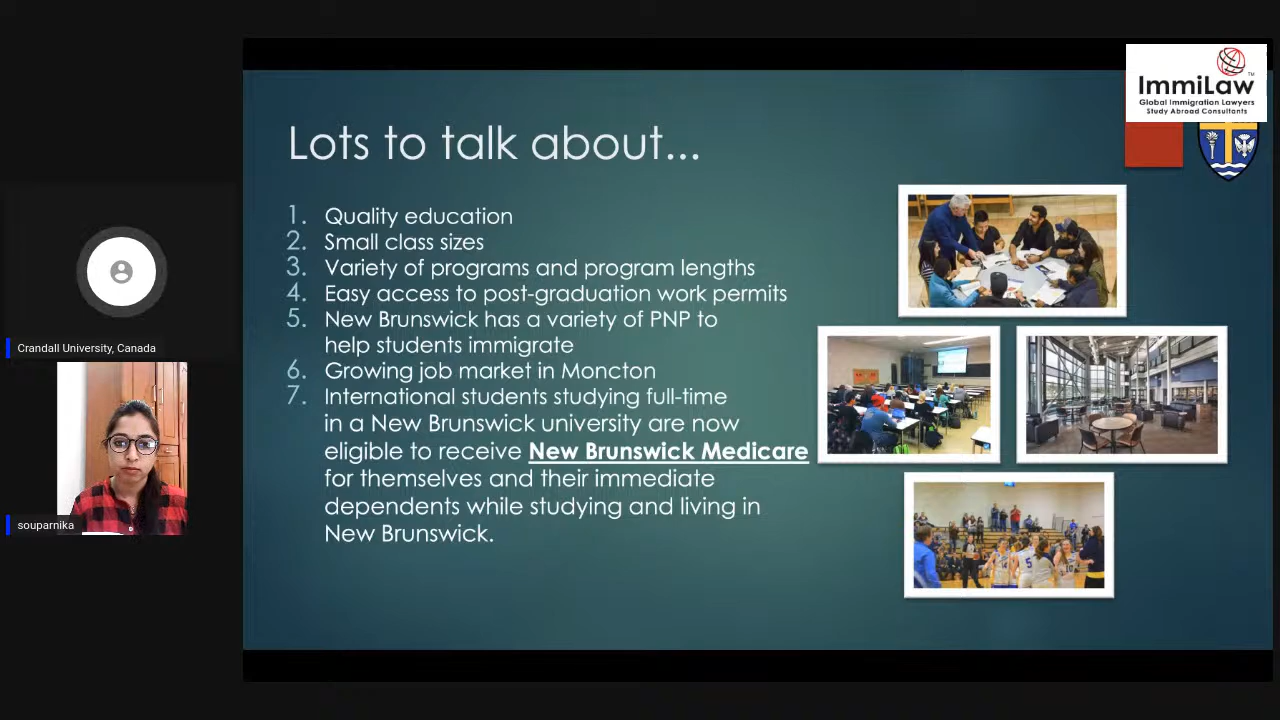 ImmiLaw™
Global Immigration Lawyers
Study Abroad Consultants
Lots to talk about...
1. Quality education
2. Small class sizes
3. Variety of programs and program lengths
4. Easy access to post-graduation work permits
5. New Brunswick has a variety of PNP to
help students immigrate
6. Growing job market in Moncton
7. International students studying full-time
in a New Brunswick university are now
eligible to receive New Brunswick Medicare
for themselves and their immediate
dependents while studying and living in
New Brunswick.
Crandall University, Canada
souparnika